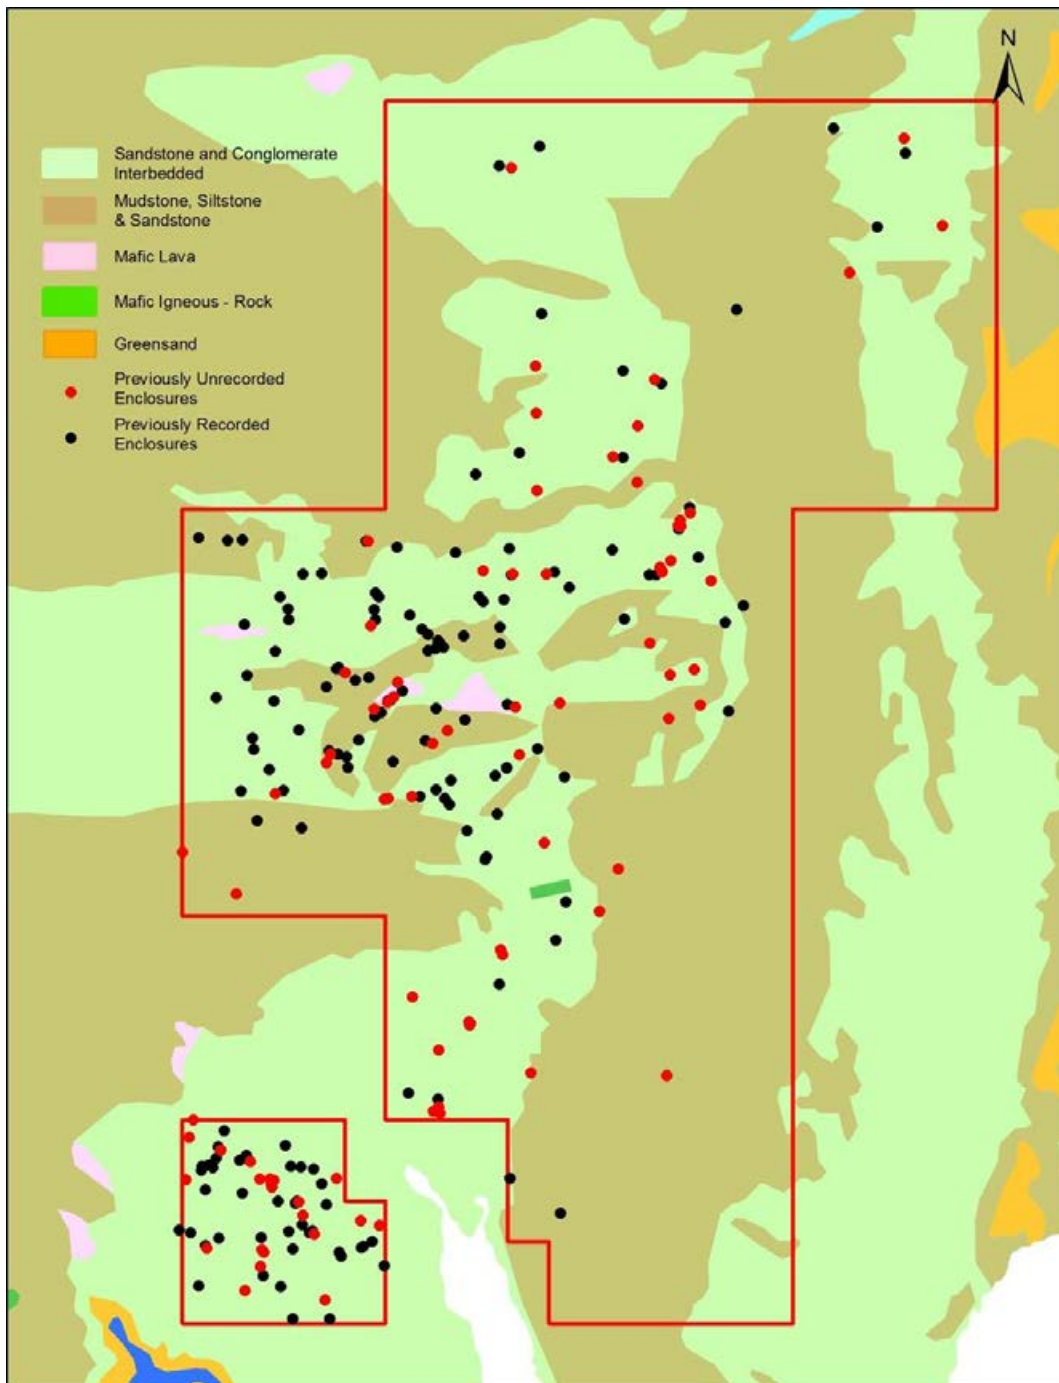 N
Sandstone and Conglomerate
Interbedded
Mudstone, Siltstone
& Sandstone
Mafic Lava
Mafic Igneous - Rock
Greensand
Previously Unrecorded
Enclosures
Previously Recorded
Enclosures